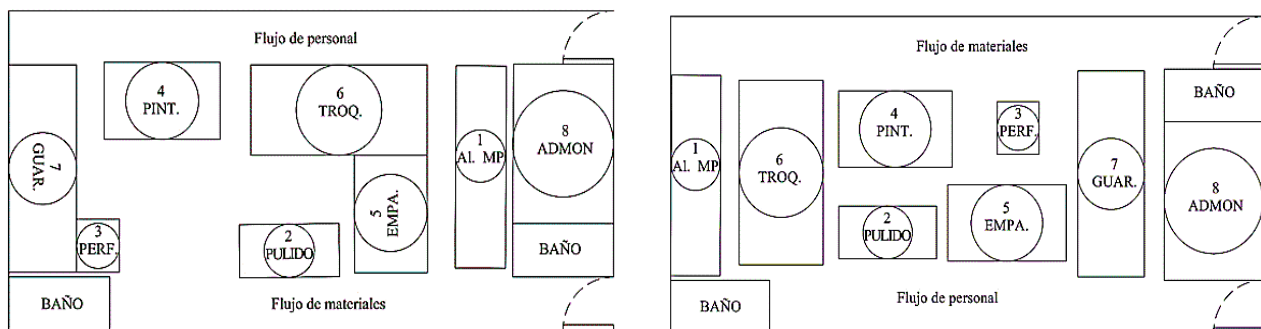 Flujo de personal
4
PINT.
6
TROQ.
1
Al. MP
8
ADMON
7
GUAR.
3
PERF.
2
PULIDO
5
EMPA.
BAÑO
BAÑO
Flujo de materiales
Flujo de materiales
1
Al. MP
6
TROQ.
4
PINT.
3
PERF.
7
GUAR.
BAÑO
8
ADMON
2
PULIDO
5
EMPA.
BAÑO
Flujo de personal